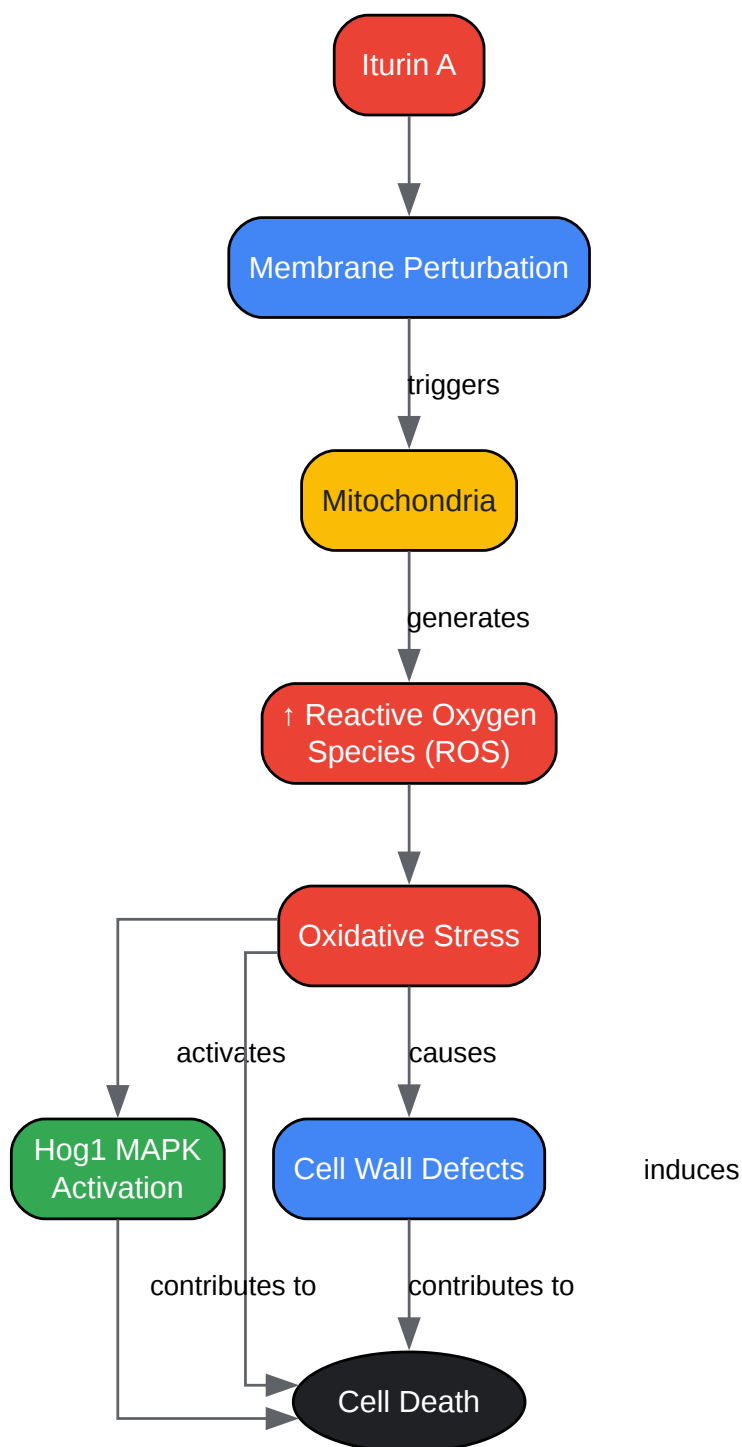 Iturin A
Membrane Perturbation
triggers
Mitochondria
generates
↑ Reactive Oxygen
Species (ROS)
Oxidative Stress
activates
causes
Hog1 MAPK
Activation
Cell Wall Defects
induces
contributes to
contributes to
Cell Death